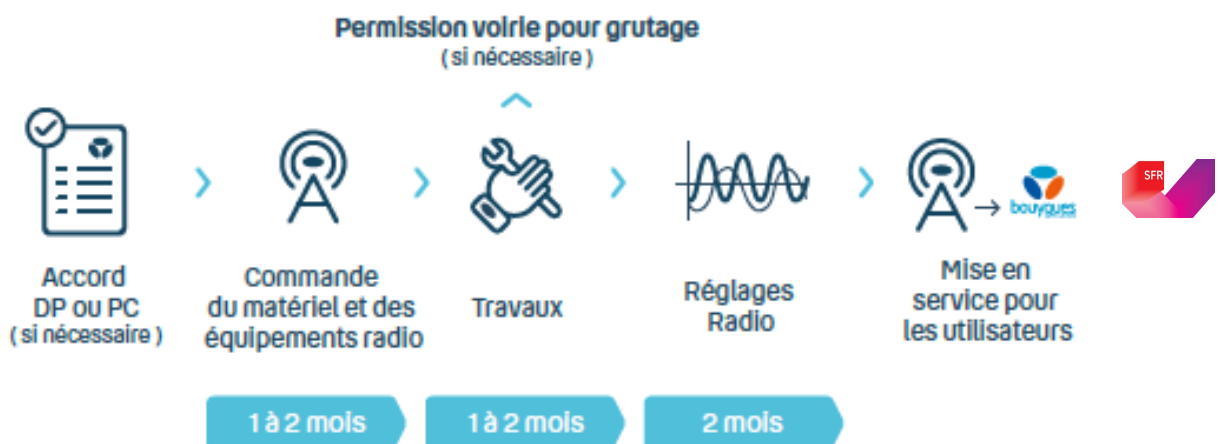 Permission voirie pour grutage
( si nécessaire )
SFR
bouygues
Accord
DP ou PC
( si nécessaire )
Commande
du matériel et des
équipements radio
Travaux
Réglages
Radio
Mise en
service pour
les utilisateurs
1 à 2 mois
1 à 2 mois
2 mois